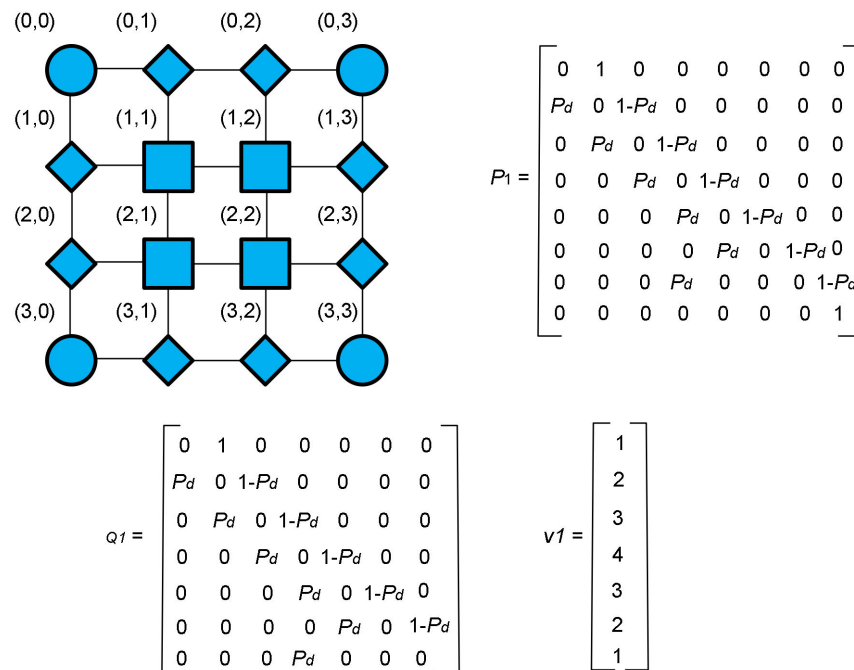 (0,0) (0,1) (0,2) (0,3)
(1,0) (1,1) (1,2) (1,3)
(2,0) (2,1) (2,2) (2,3)
(3,0) (3,1) (3,2) (3,3)
P1 =
0 1 0 0 0 0 0 0
Pd 0 1-Pd 0 0 0 0 0
0 Pd 0 1-Pd 0 0 0 0
0 0 Pd 0 1-Pd 0 0 0
0 0 0 Pd 0 1-Pd 0 0
0 0 0 0 Pd 0 1-Pd 0
0 0 0 Pd 0 0 0 1-Pd
0 0 0 0 0 0 0 1
Q1 =
0 1 0 0 0 0 0
Pd 0 1-Pd 0 0 0 0
0 Pd 0 1-Pd 0 0 0
0 0 Pd 0 1-Pd 0 0
0 0 0 Pd 0 1-Pd 0
0 0 0 0 Pd 0 1-Pd
0 0 0 Pd 0 0 0
v1 =
1
2
3
4
3
2
1